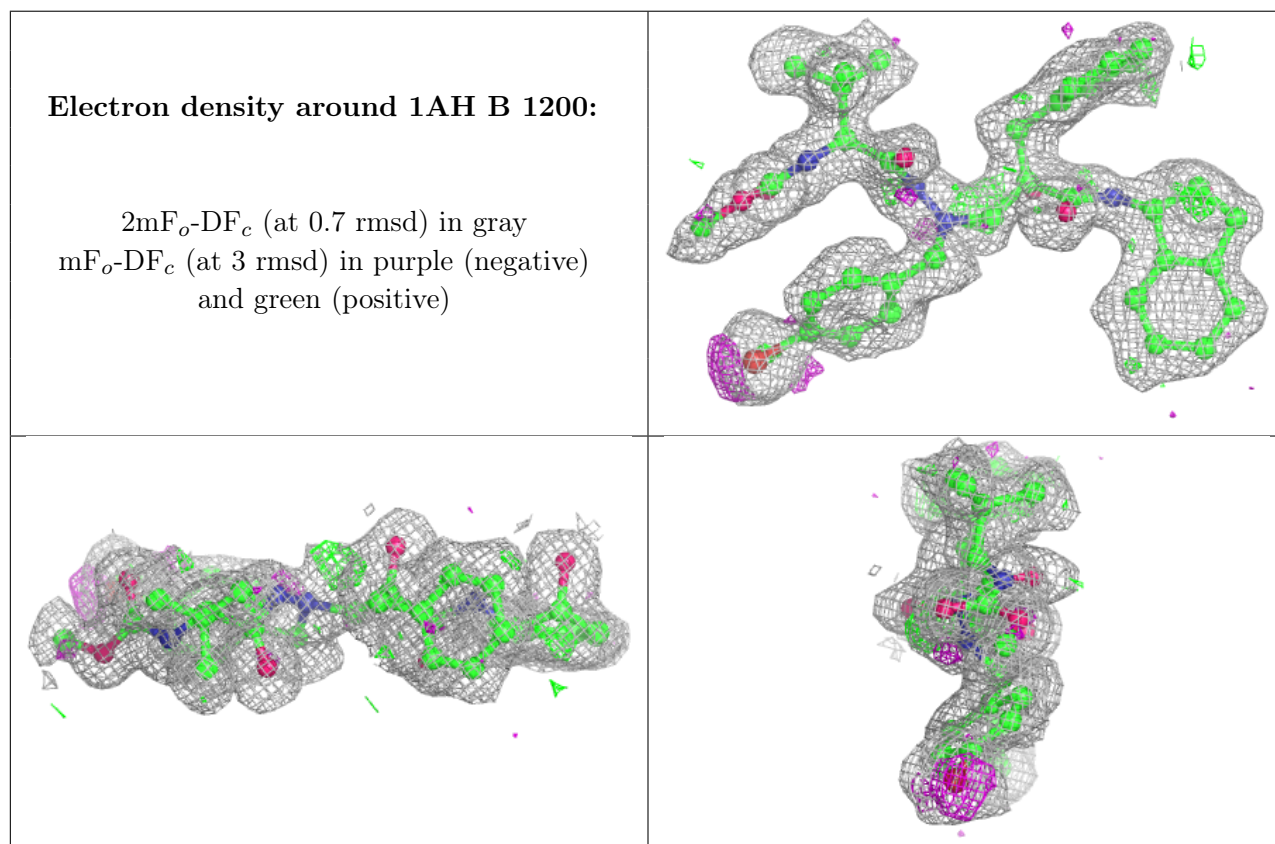 Electron density around 1AH B 1200:
2mFₒ-DF𝒸 (at 0.7 rmsd) in gray
mFₒ-DF𝒸 (at 3 rmsd) in purple (negative)
and green (positive)